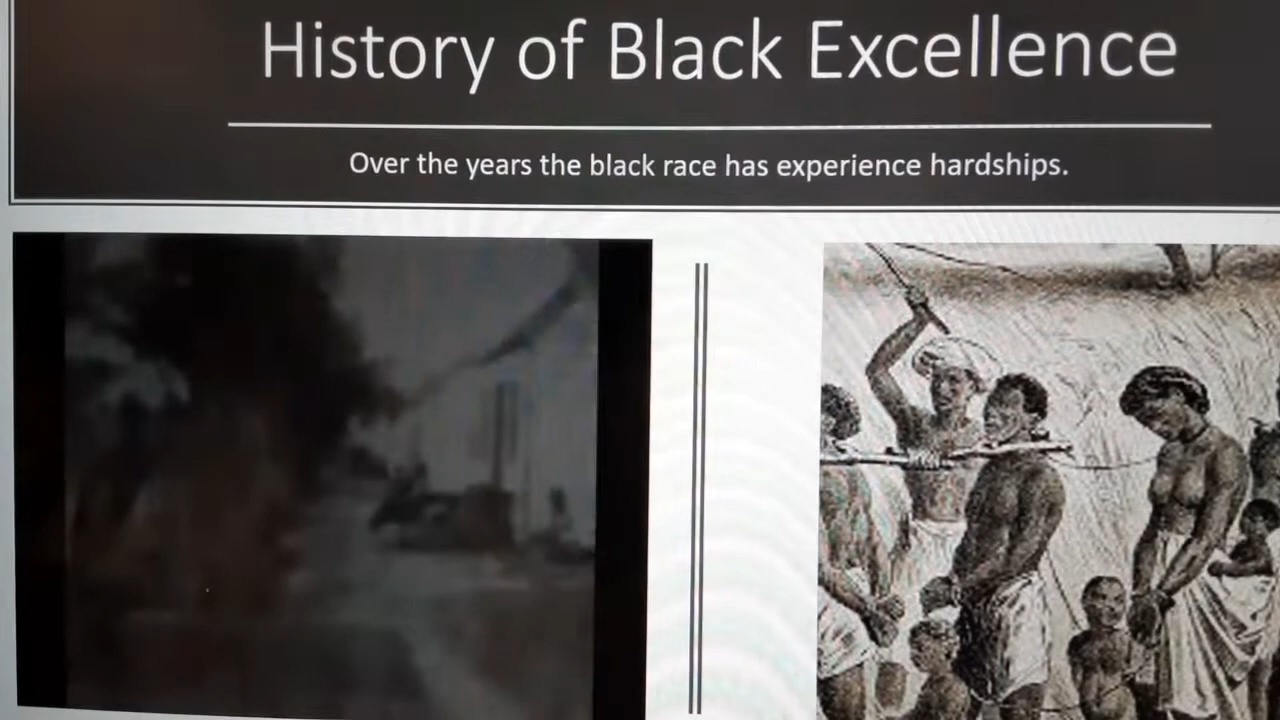 History of Black Excellence
Over the years the black race has experience hardships.